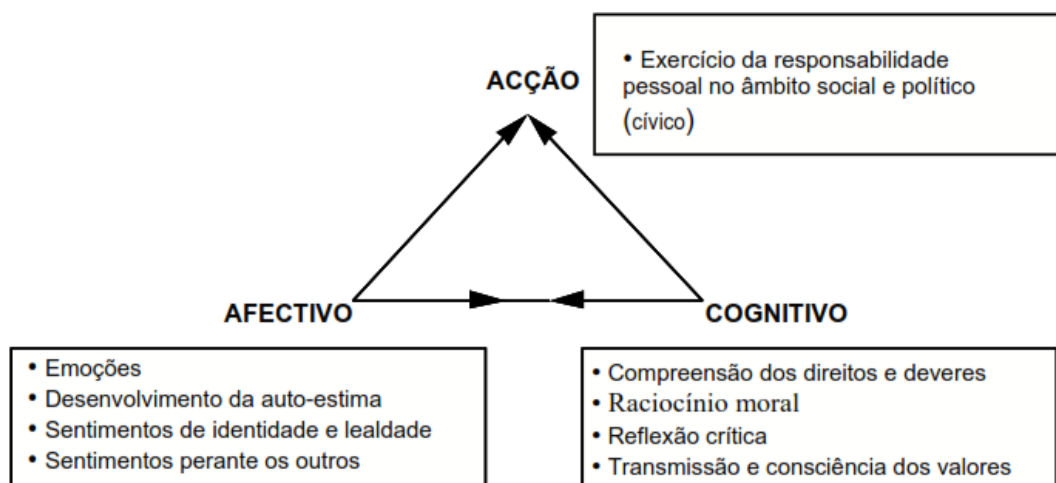 ACÇÃO
• Exercício da responsabilidade
pessoal no âmbito social e político
(cívico)
AFECTIVO
COGNITIVO
• Emoções
• Desenvolvimento da auto-estima
• Sentimentos de identidade e lealdade
• Sentimentos perante os outros
• Compreensão dos direitos e deveres
• Raciocínio moral
• Reflexão crítica
• Transmissão e consciência dos valores